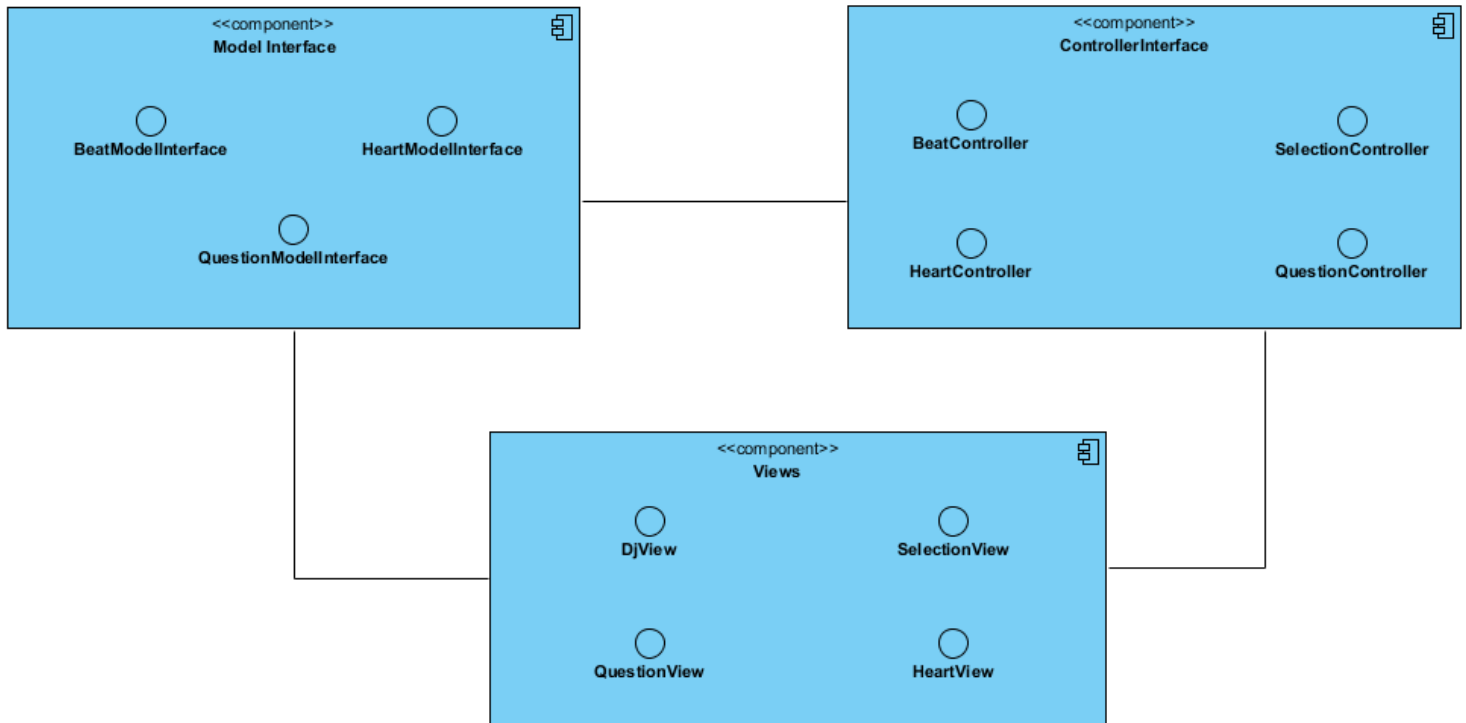 <<component>>
Model Interface
BeatModelInterface
HeartModelInterface
QuestionModelInterface
<<component>>
ControllerInterface
BeatController
SelectionController
HeartController
QuestionController
<<component>>
Views
DjView
SelectionView
QuestionView
HeartView